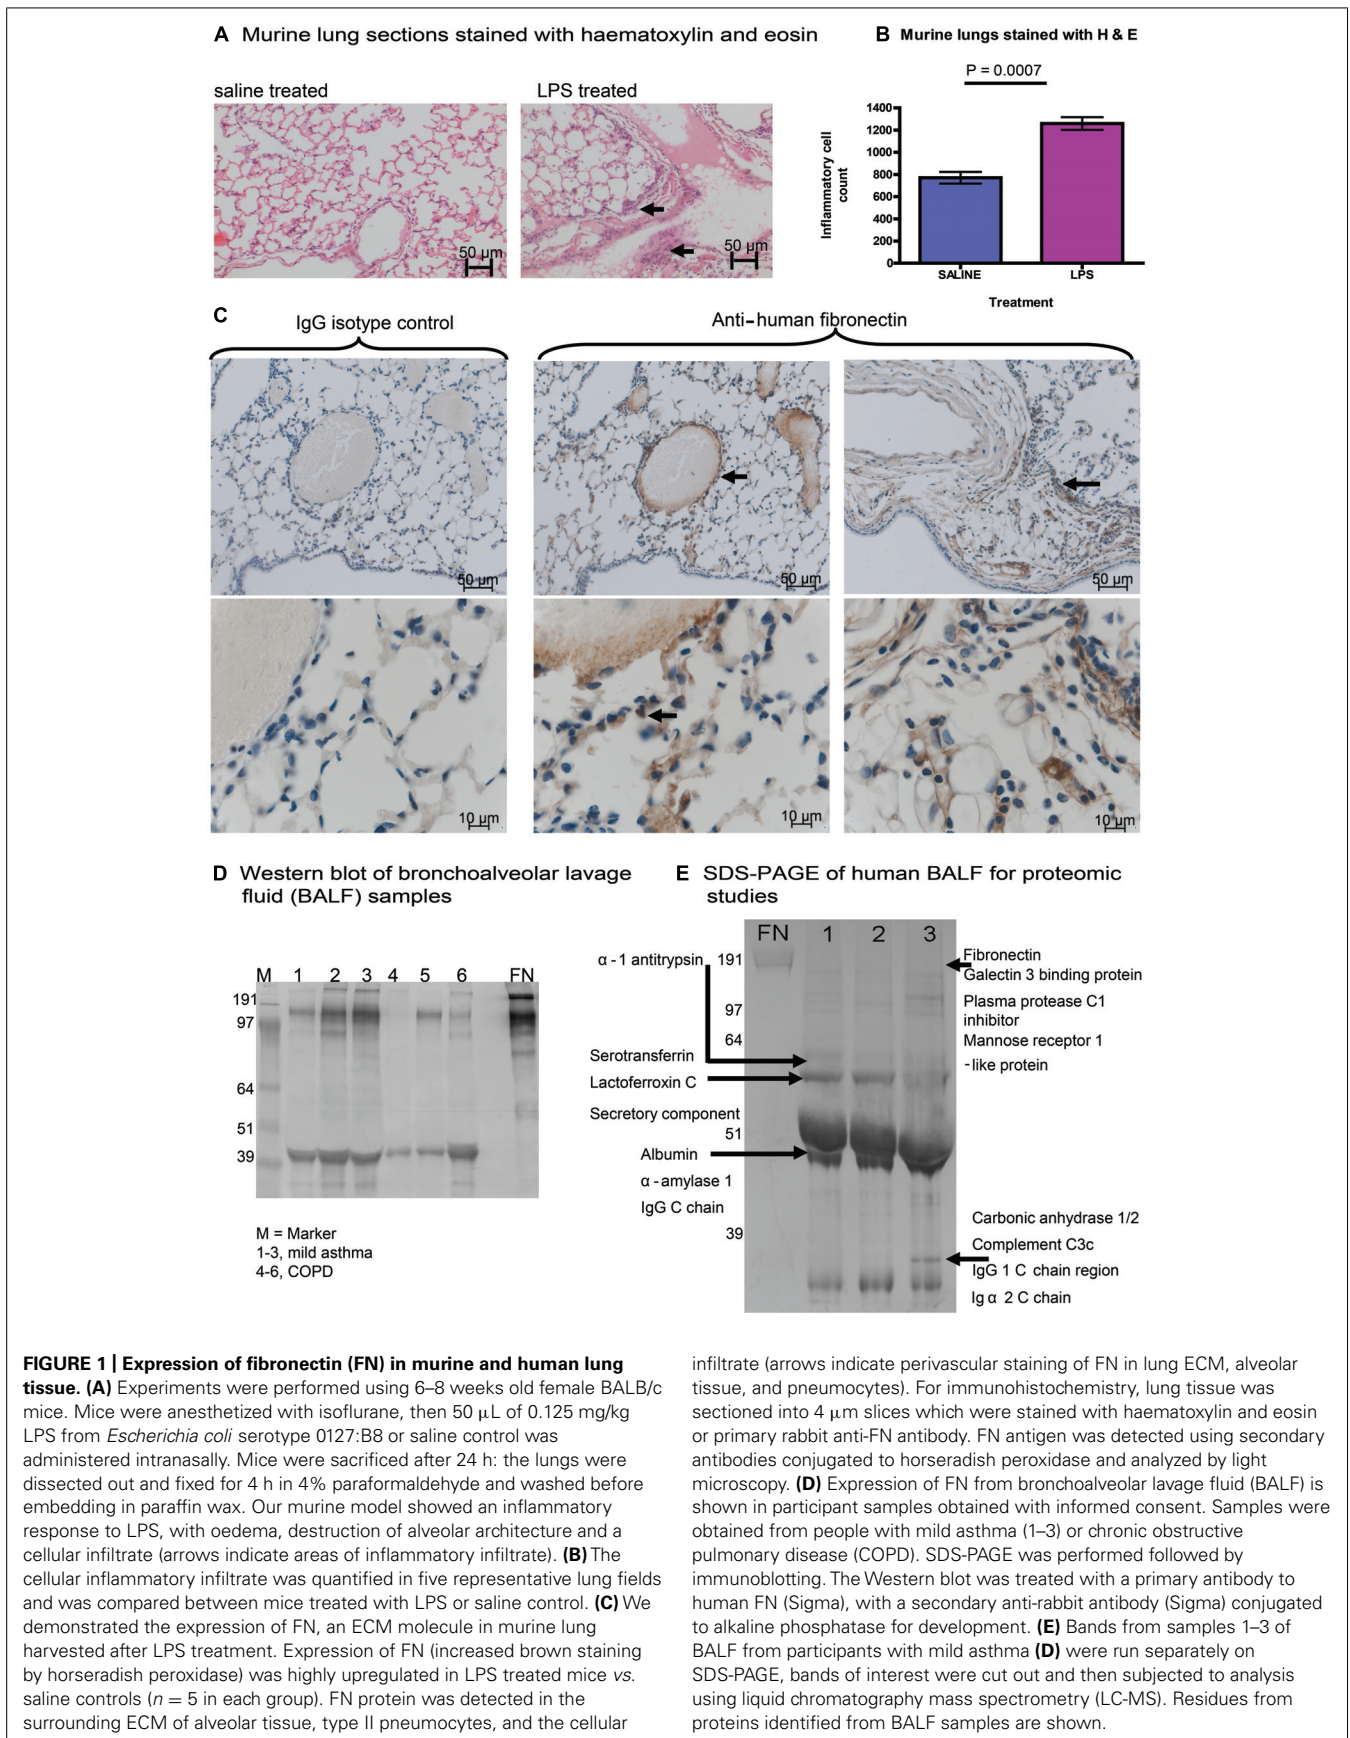 A Murine lung sections stained with haematoxylin and eosin
saline treated
LPS treated
50 µm
50 µm
B Murine lungs stained with H & E
P = 0.0007
1400
1200
1000
800
600
400
200
0
Inflammatory cell
count
SALINE
LPS
Treatment
C
IgG isotype control
Anti-human fibronectin
50 µm
50 µm
50 µm
10 µm
10 µm
10 µm
D Western blot of bronchoalveolar lavage
fluid (BALF) samples
M 1 2 3 4 5 6 FN
191
97
64
51
39
M = Marker
1-3, mild asthma
4-6, COPD
E SDS-PAGE of human BALF for proteomic
studies
FN 1 2 3
α-1 antitrypsin
191
97
64
Serotransferrin
Lactoferroxin C
Secretory component
51
Albumin
α-amylase 1
IgG C chain
39
Fibronectin
Galectin 3 binding protein
Plasma protease C1
inhibitor
Mannose receptor 1
-like protein
Carbonic anhydrase 1/2
Complement C3c
IgG 1 C chain region
Ig α 2 C chain
FIGURE 1 | Expression of fibronectin (FN) in murine and human lung
tissue. (A) Experiments were performed using 6–8 weeks old female BALB/c
mice. Mice were anesthetized with isoflurane, then 50 µL of 0.125 mg/kg
LPS from Escherichia coli serotype 0127:B8 or saline control was
administered intranasally. Mice were sacrificed after 24 h: the lungs were
dissected out and fixed for 4 h in 4% paraformaldehyde and washed before
embedding in paraffin wax. Our murine model showed an inflammatory
response to LPS, with oedema, destruction of alveolar architecture and a
cellular infiltrate (arrows indicate areas of inflammatory infiltrate). (B) The
cellular inflammatory infiltrate was quantified in five representative lung fields
and was compared between mice treated with LPS or saline control. (C) We
demonstrated the expression of FN, an ECM molecule in murine lung
harvested after LPS treatment. Expression of FN (increased brown staining
by horseradish peroxidase) was highly upregulated in LPS treated mice vs.
saline controls (n = 5 in each group). FN protein was detected in the
surrounding ECM of alveolar tissue, type II pneumocytes, and the cellular
infiltrate (arrows indicate perivascular staining of FN in lung ECM, alveolar
tissue, and pneumocytes). For immunohistochemistry, lung tissue was
sectioned into 4 µm slices which were stained with haematoxylin and eosin
or primary rabbit anti-FN antibody. FN antigen was detected using secondary
antibodies conjugated to horseradish peroxidase and analyzed by light
microscopy. (D) Expression of FN from bronchoalveolar lavage fluid (BALF) is
shown in participant samples obtained with informed consent. Samples were
obtained from people with mild asthma (1–3) or chronic obstructive
pulmonary disease (COPD). SDS-PAGE was performed followed by
immunoblotting. The Western blot was treated with a primary antibody to
human FN (Sigma), with a secondary anti-rabbit antibody (Sigma) conjugated
to alkaline phosphatase for development. (E) Bands from samples 1–3 of
BALF from participants with mild asthma (D) were run separately on
SDS-PAGE, bands of interest were cut out and then subjected to analysis
using liquid chromatography mass spectrometry (LC-MS). Residues from
proteins identified from BALF samples are shown.